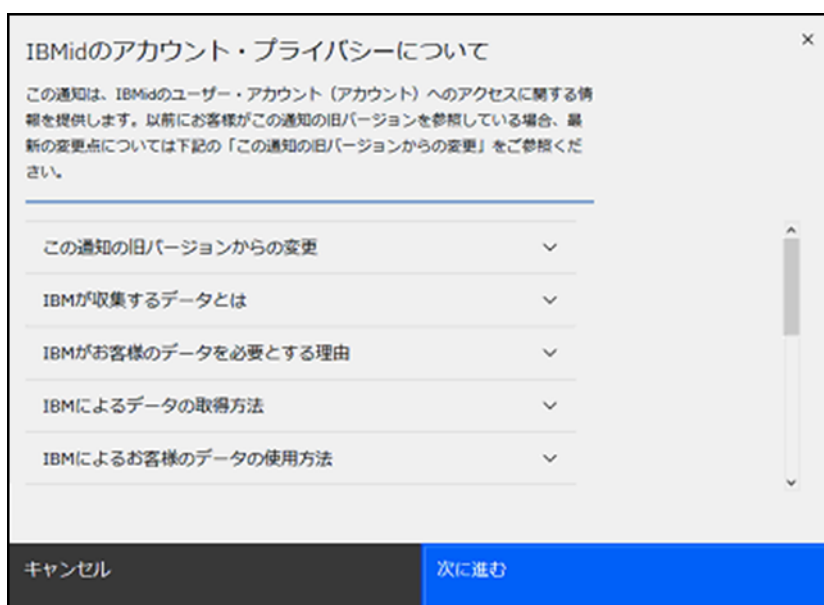 IBMidのアカウント・プライバシーについて
この通知は、IBMidのユーザー・アカウント（アカウント）へのアクセスに関する情
報を提供します。以前にお客様がこの通知の旧バージョンを参照している場合、最
新の変更点については下記の「この通知の旧バージョンからの変更」をご参照くだ
さい。
この通知の旧バージョンからの変更
IBMが収集するデータとは
IBMがお客様のデータを必要とする理由
IBMによるデータの取得方法
IBMによるお客様のデータの使用方法
キャンセル
次に進む